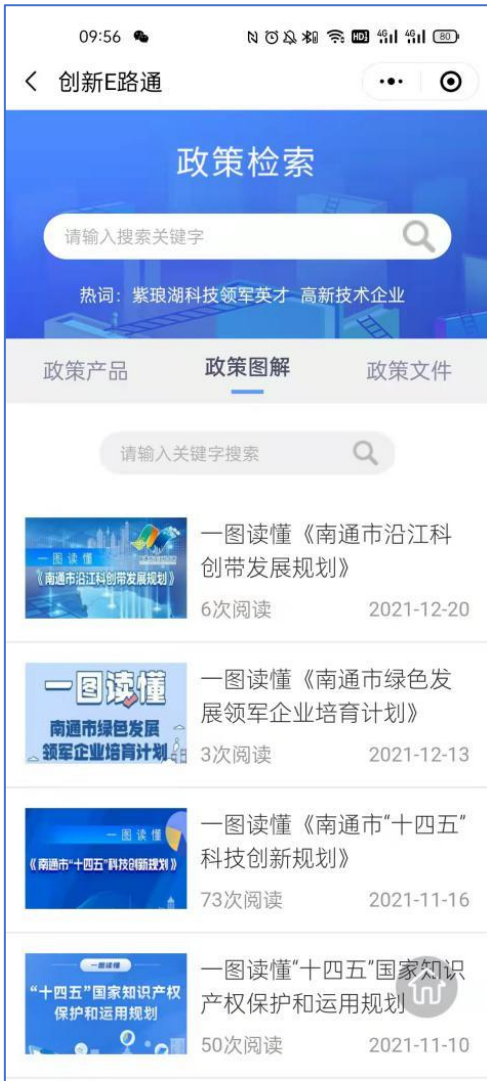 09:56
HD
4G
4G
80
创新E路通
政策检索
请输入搜索关键字
热词：紫琅湖科技领军英才 高新技术企业
政策产品 政策图解 政策文件
请输入关键字搜索
一图读懂
《南通市沿江科创带发展规划》
一图读懂《南通市沿江科
创带发展规划》
6次阅读 2021-12-20
一图读懂
南通市绿色发展
领军企业培育计划
一图读懂《南通市绿色发
展领军企业培育计划》
3次阅读 2021-12-13
一图读懂
《南通市“十四五”科技创新规划》
一图读懂《南通市“十四五”
科技创新规划》
73次阅读 2021-11-16
一图读懂
“十四五”国家知识产权
保护和运用规划
一图读懂“十四五”国家知识
产权保护和运用规划
50次阅读 2021-11-10